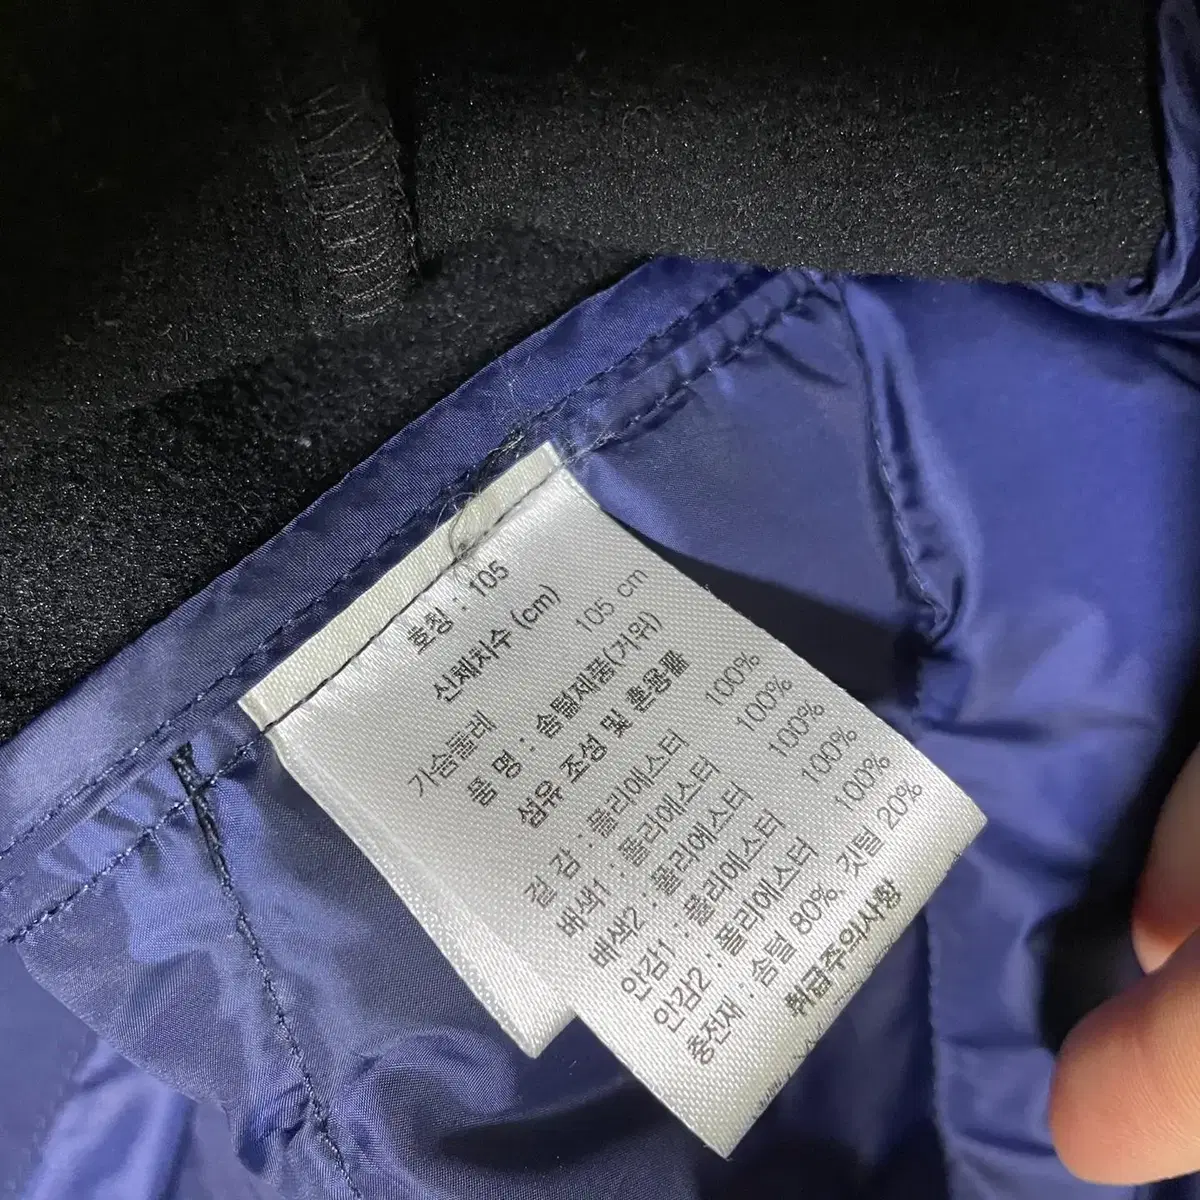 호칭 : 105
신체치수 (cm)
가슴둘레 105 cm
품 명 : 솜털제품(거위)
섬유 조성 및 혼용률
겉 감 : 폴리에스터 100%
배색1 : 폴리에스터 100%
배색2 : 폴리에스터 100%
안감1 : 폴리에스터 100%
안감2 : 폴리에스터 100%
충전재 : 솜털 80%, 깃털 20%
취급주의사항